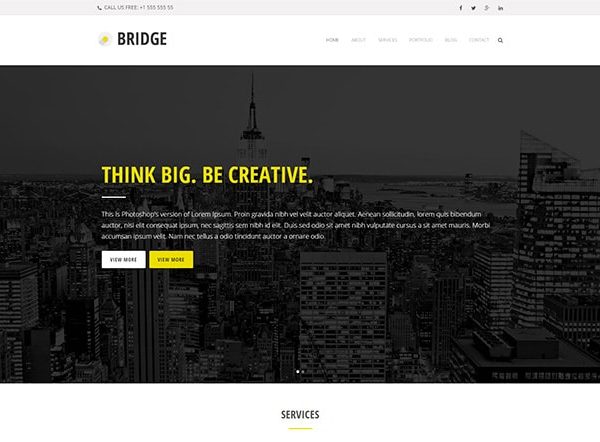 CALL US FREE: +1 555 555 55
BRIDGE
HOME ABOUT SERVICES PORTFOLIO BLOG CONTACT
THINK BIG. BE CREATIVE.
This is Photoshop's version of Lorem Ipsum. Proin gravida nibh vel velit auctor aliquet. Aenean sollicitudin, lorem quis bibendum
auctor, nisi elit consequat ipsum, nec sagittis sem nibh id elit. Duis sed odio sit amet nibh vulputate cursus a sit amet mauris. Morbi
accumsan ipsum velit. Nam nec tellus a odio tincidunt auctor a ornare odio.
VIEW MORE VIEW MORE
SERVICES